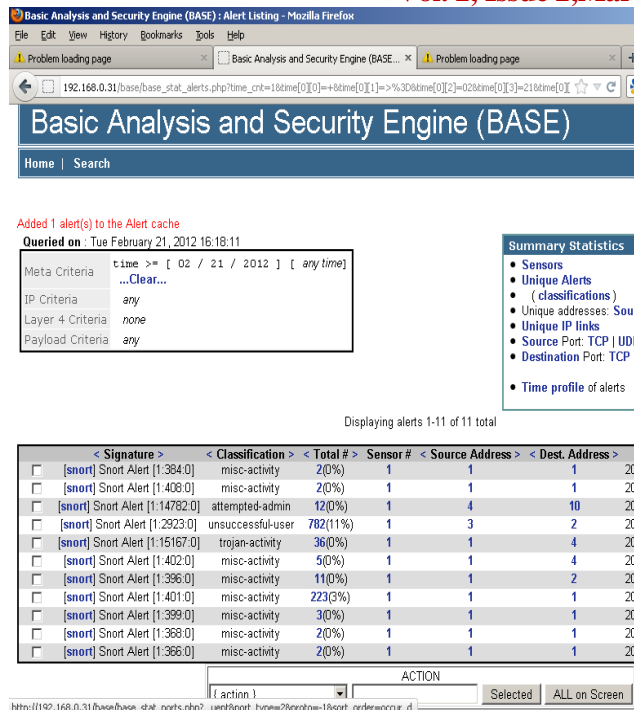 Basic Analysis and Security Engine (BASE) : Alert Listing - Mozilla Firefox
File Edit View History Bookmarks Tools Help
Problem loading page × Basic Analysis and Security Engine (BASE... × Problem loading page ×
192.168.0.31/base/base_stat_alerts.php?time_cnt=1&time[0][0]=+&time[0][1]=>%3D&time[0][2]=02&time[0][3]=21&time[0][
Basic Analysis and Security Engine (BASE)
Home | Search
Added 1 alert(s) to the Alert cache
Queried on : Tue February 21, 2012 16:18:11
Meta Criteria time >= [ 02 / 21 / 2012 ] [ any time]
...Clear...
IP Criteria any
Layer 4 Criteria none
Payload Criteria any
Summary Statistics
• Sensors
• Unique Alerts
• ( classifications )
• Unique addresses: Sou
• Unique IP links
• Source Port: TCP | UD
• Destination Port: TCP
• Time profile of alerts
Displaying alerts 1-11 of 11 total
< Signature > < Classification > < Total # > Sensor # < Source Address > < Dest. Address >
[snort] Snort Alert [1:384:0] misc-activity 2(0%) 1 1 1 20
[snort] Snort Alert [1:408:0] misc-activity 2(0%) 1 1 1 20
[snort] Snort Alert [1:14782:0] attempted-admin 12(0%) 1 4 10 20
[snort] Snort Alert [1:2923:0] unsuccessful-user 782(11%) 1 3 2 20
[snort] Snort Alert [1:15167:0] trojan-activity 36(0%) 1 1 4 20
[snort] Snort Alert [1:402:0] misc-activity 5(0%) 1 1 4 20
[snort] Snort Alert [1:396:0] misc-activity 11(0%) 1 1 2 20
[snort] Snort Alert [1:401:0] misc-activity 223(3%) 1 1 1 20
[snort] Snort Alert [1:399:0] misc-activity 3(0%) 1 1 1 20
[snort] Snort Alert [1:368:0] misc-activity 2(0%) 1 1 1 20
[snort] Snort Alert [1:366:0] misc-activity 2(0%) 1 1 1 20
ACTION
{ action } Selected ALL on Screen